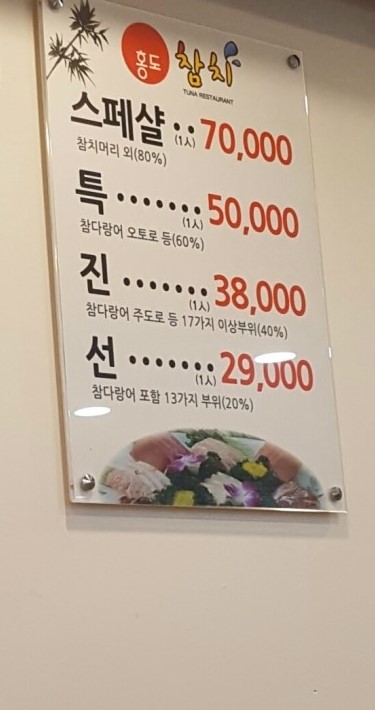 홍도 참치
TUNA RESTAURANT
스페샬 ‥(1人) 70,000
참치머리 외(80%)
특 ・・・・・・・(1人) 50,000
참다랑어 오토로 등(60%)
진 ・・・・・・・(1人) 38,000
참다랑어 주도로 등 17가지 이상부위(40%)
선 ・・・・・・・(1人) 29,000
참다랑어 포함 13가지 부위(20%)